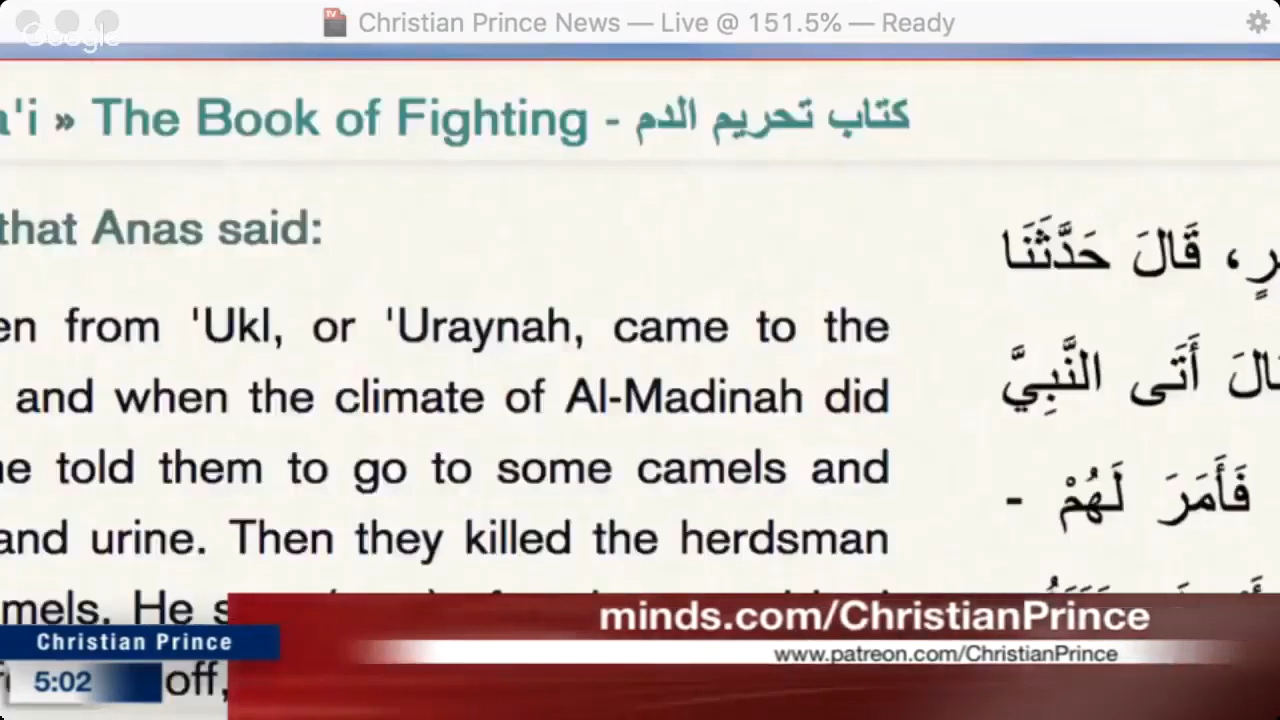 Google
Christian Prince News — Live @ 151.5% — Ready
a'i » The Book of Fighting - كتاب تحريم الدم
that Anas said:
en from 'Ukl, or 'Uraynah, came to the
and when the climate of Al-Madinah did
he told them to go to some camels and
and urine. Then they killed the herdsman
mels. He s
off,
رٍ، قَالَ حَدَّثَنَا
قَالَ أَتَى النَّبِيَّ
فَأَمَرَ لَهُمْ -
minds.com/ChristianPrince
www.patreon.com/ChristianPrince
Christian Prince
5:02